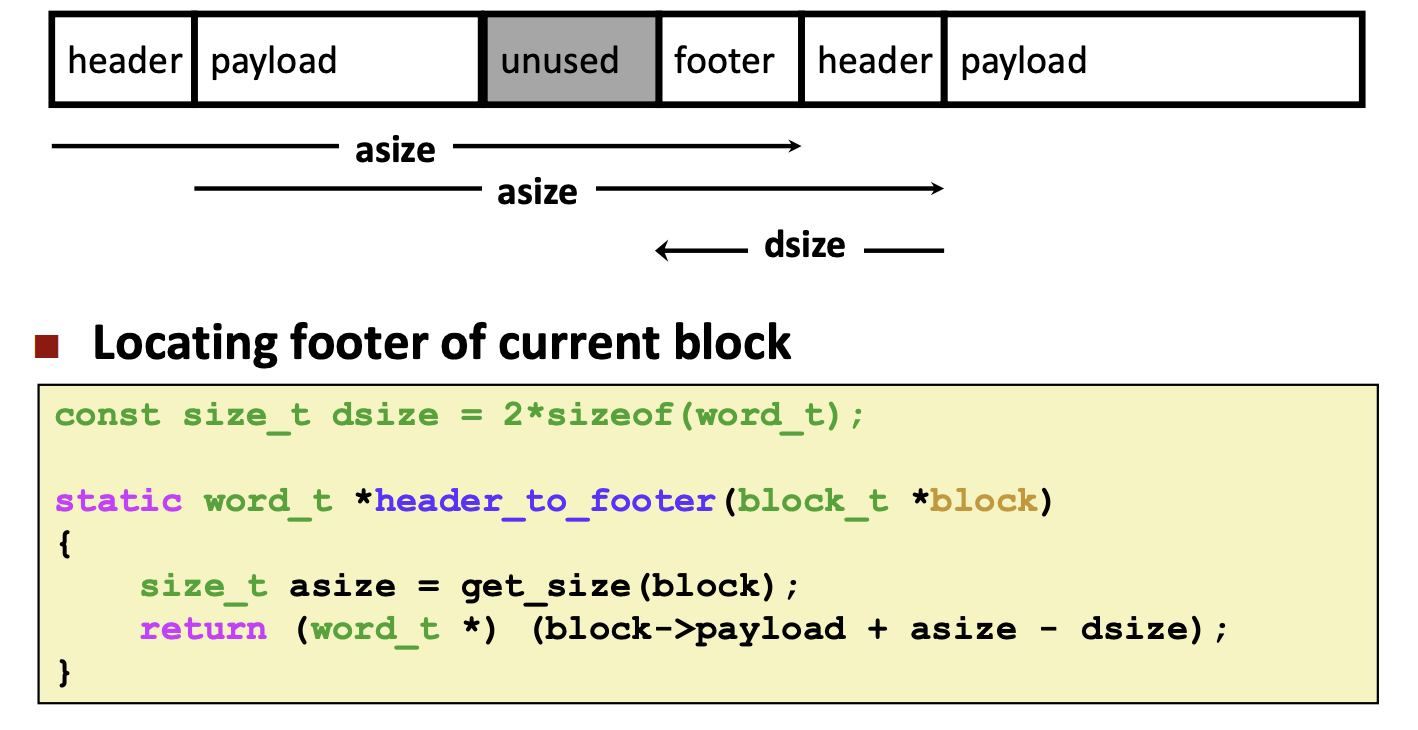 header payload unused footer header payload
asize
asize
dsize
■ Locating footer of current block
const size_t dsize = 2*sizeof(word_t);
static word_t *header_to_footer(block_t *block)
{
    size_t asize = get_size(block);
    return (word_t *) (block->payload + asize - dsize);
}